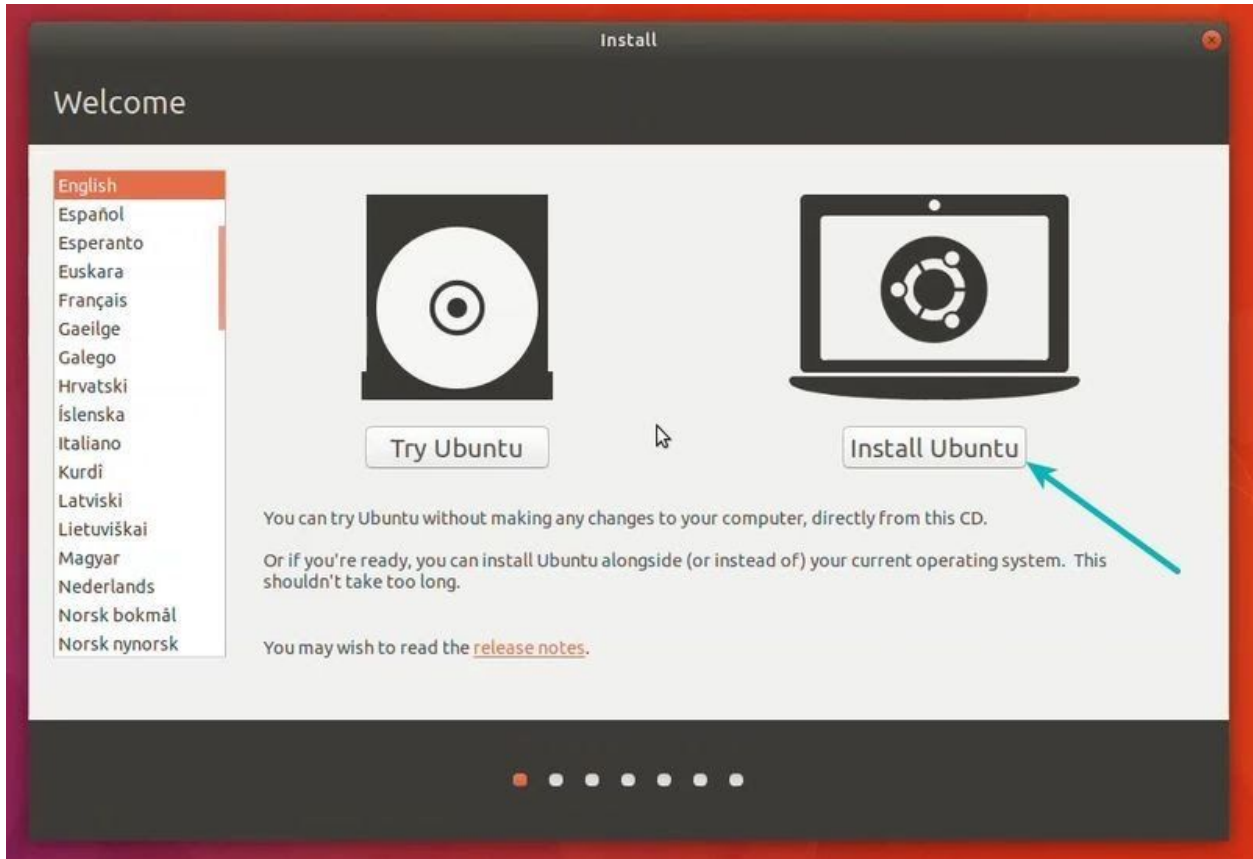 Install
Welcome
English
Español
Esperanto
Euskara
Français
Gaeilge
Galego
Hrvatski
Íslenska
Italiano
Kurdî
Latviski
Lietuviškai
Magyar
Nederlands
Norsk bokmål
Norsk nynorsk
Try Ubuntu
Install Ubuntu
You can try Ubuntu without making any changes to your computer, directly from this CD.
Or if you're ready, you can install Ubuntu alongside (or instead of) your current operating system. This
shouldn't take too long.
You may wish to read the release notes.